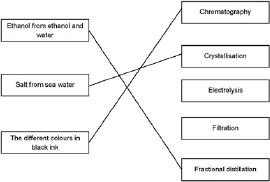 Ethanol from ethanol and
water
Salt from sea water
The different colours in
black ink
Chromatography
Crystallisation
Electrolysis
Filtration
Fractional distillation